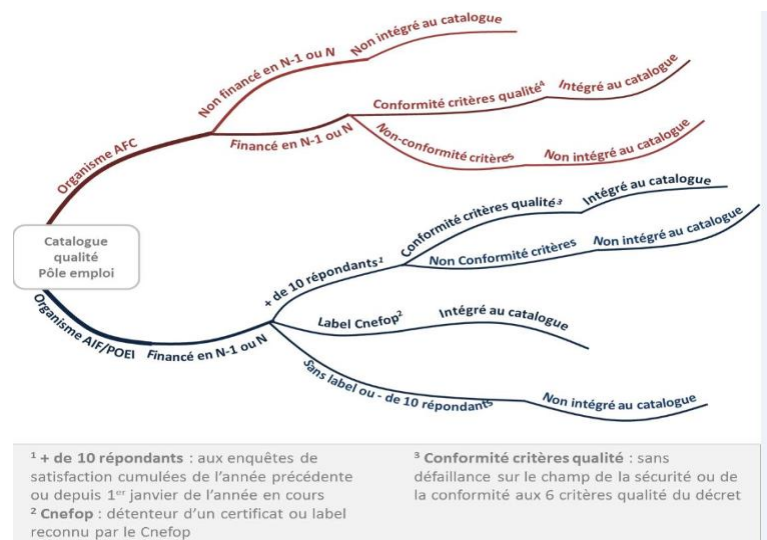 Non financé en N-1 ou N
Non intégré au catalogue
Organisme AFC
Financé en N-1 ou N
Conformité critères qualité⁴
Intégré au catalogue
Non-conformité critères
Non intégré au catalogue
Catalogue
qualité
Pôle emploi
Organisme AIF/POEI
Financé en N-1 ou N
+ de 10 répondants¹
Conformité critères qualité³
Intégré au catalogue
Non Conformité critères
Non intégré au catalogue
Label Cnefop²
Intégré au catalogue
Sans label ou - de 10 répondants
Non intégré au catalogue
¹ + de 10 répondants : aux enquêtes de
satisfaction cumulées de l'année précédente
ou depuis 1er janvier de l'année en cours
² Cnefop : détenteur d'un certificat ou label
reconnu par le Cnefop
³ Conformité critères qualité : sans
défaillance sur le champ de la sécurité ou de
la conformité aux 6 critères qualité du décret